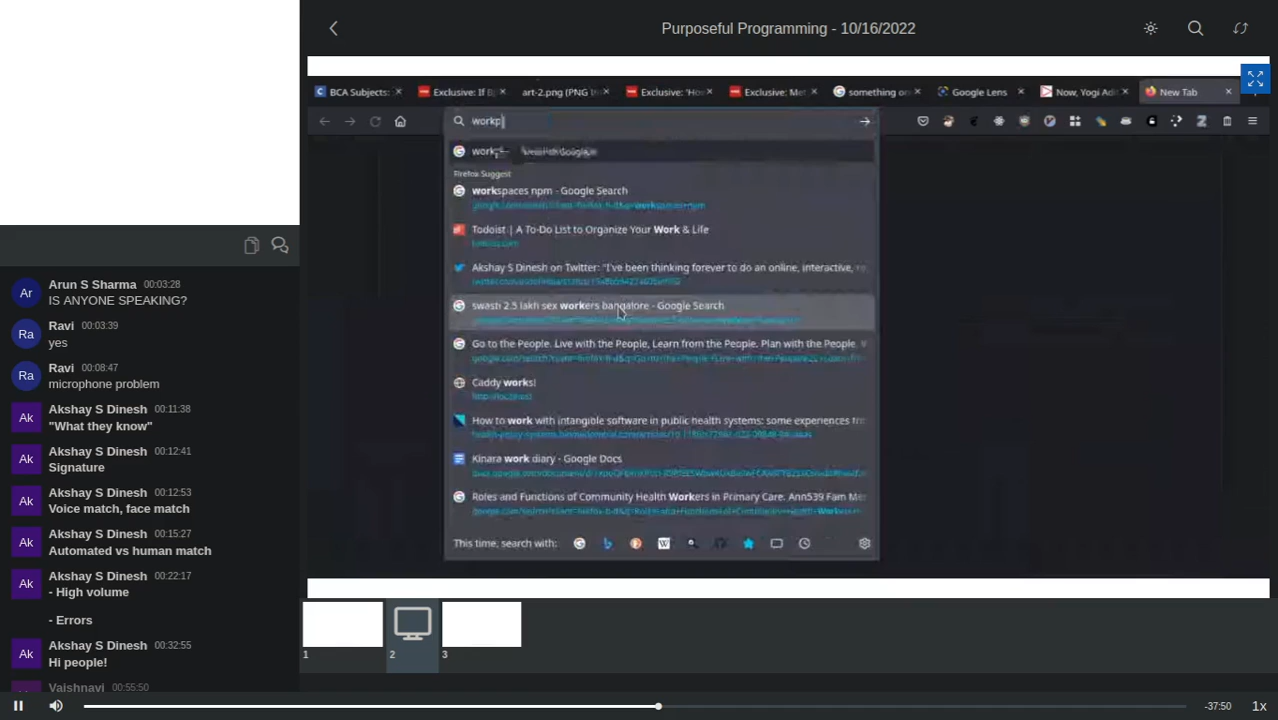 Purposeful Programming - 10/16/2022
BCA Subjects:
Exclusive: If B
art-2.png (PNG I
Exclusive: 'Ho
Exclusive: Met
something on
Google Lens
Now, Yogi Adit
New Tab
workp
work
Search Google
Firefox Suggest
workspaces npm - Google Search
Todoist | A To-Do List to Organize Your Work & Life
todoist.com
Akshay S Dinesh on Twitter: "I've been thinking forever to do an online, interactive,
swasti 2.5 lakh sex workers bangalore - Google Search
Go to the People. Live with the People, Learn from the People. Plan with the People.
Caddy works!
How to work with intangible software in public health systems: some experiences
Kinara work diary - Google Docs
Roles and Functions of Community Health Workers in Primary Care. Ann539 Fam Me
This time, search with:
Arun S Sharma 00:03:28
IS ANYONE SPEAKING?
Ravi 00:03:39
yes
Ravi 00:08:47
microphone problem
Akshay S Dinesh 00:11:38
"What they know"
Akshay S Dinesh 00:12:41
Signature
Akshay S Dinesh 00:12:53
Voice match, face match
Akshay S Dinesh 00:15:27
Automated vs human match
Akshay S Dinesh 00:22:17
- High volume
- Errors
Akshay S Dinesh 00:32:55
Hi people!
Vaishnavi 00:55:50
Ar
Ra
Ra
Ak
Ak
Ak
Ak
Ak
Ak
1
2
3
-37:50
1x